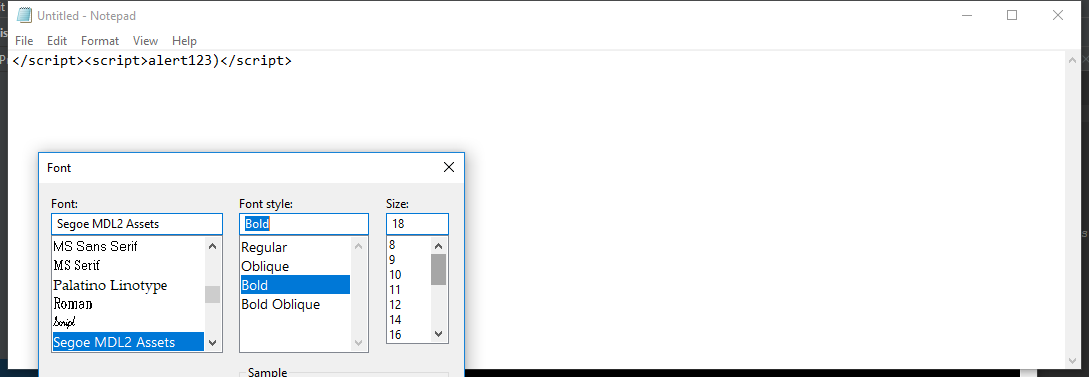 Untitled - Notepad
File Edit Format View Help
</script><script>alert123)</script>
Font
Font: Font style: Size:
Segoe MDL2 Assets Bold 18
MS Sans Serif Regular 8
MS Serif Oblique 9
Palatino Linotype Bold 10
Roman Bold Oblique 11
Script 12
Segoe MDL2 Assets 14
16
Sample